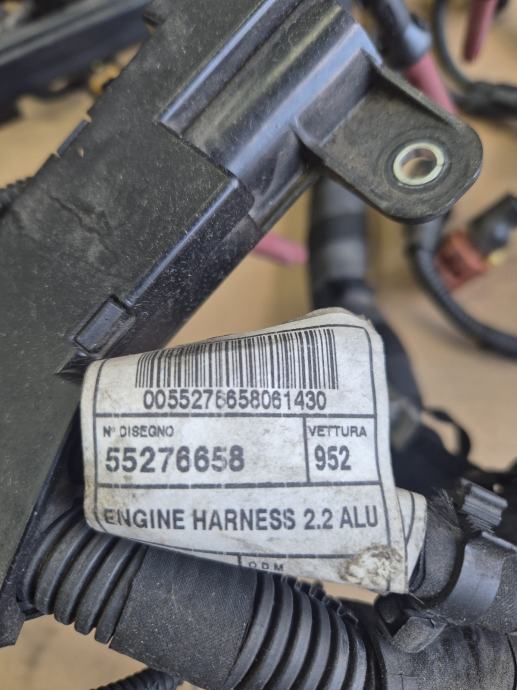 0055276658061430
N° DISEGNO VETTURA
55276658 952
ENGINE HARNESS 2.2 ALU